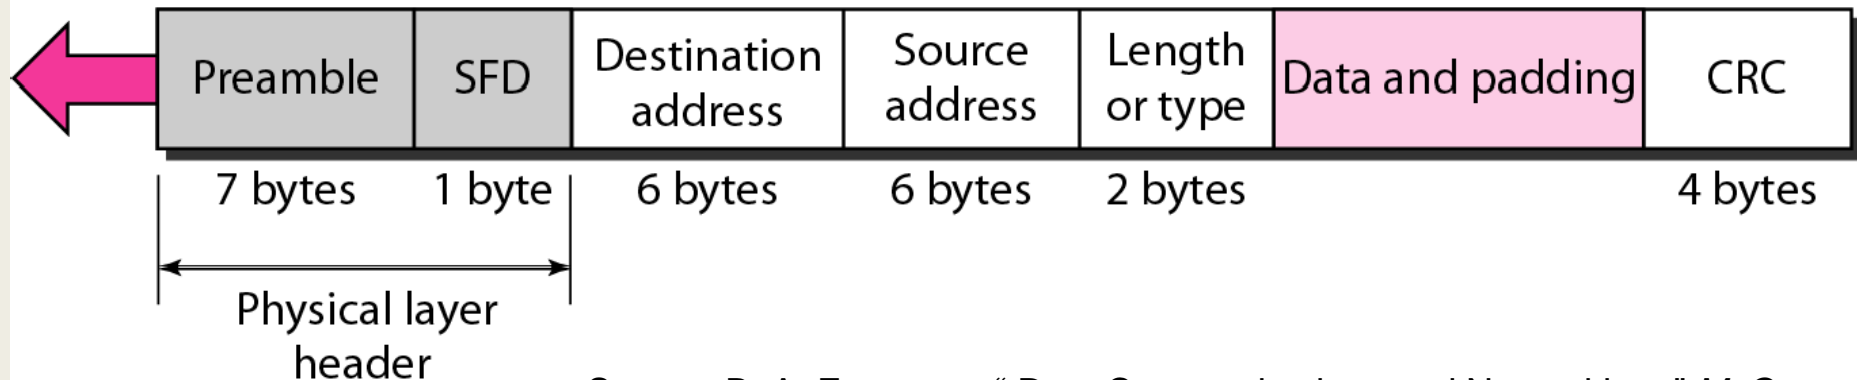 Preamble
SFD
Destination
address
Source
address
Length
or type
Data and padding
CRC
7 bytes
1 byte
6 bytes
6 bytes
2 bytes
4 bytes
Physical layer
header